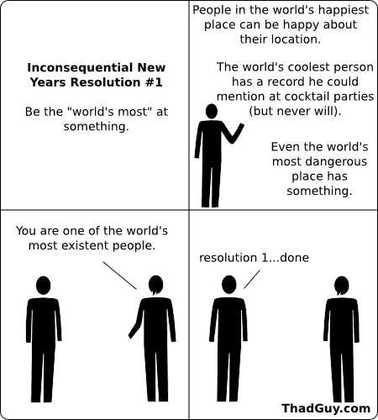 Inconsequential New
Years Resolution #1
Be the "world's most" at
something.
People in the world's happiest
place can be happy about
their location.
The world's coolest person
has a record he could
mention at cocktail parties
(but never will).
Even the world's
most dangerous
place has
something.
You are one of the world's
most existent people.
resolution 1...done
ThadGuy.com